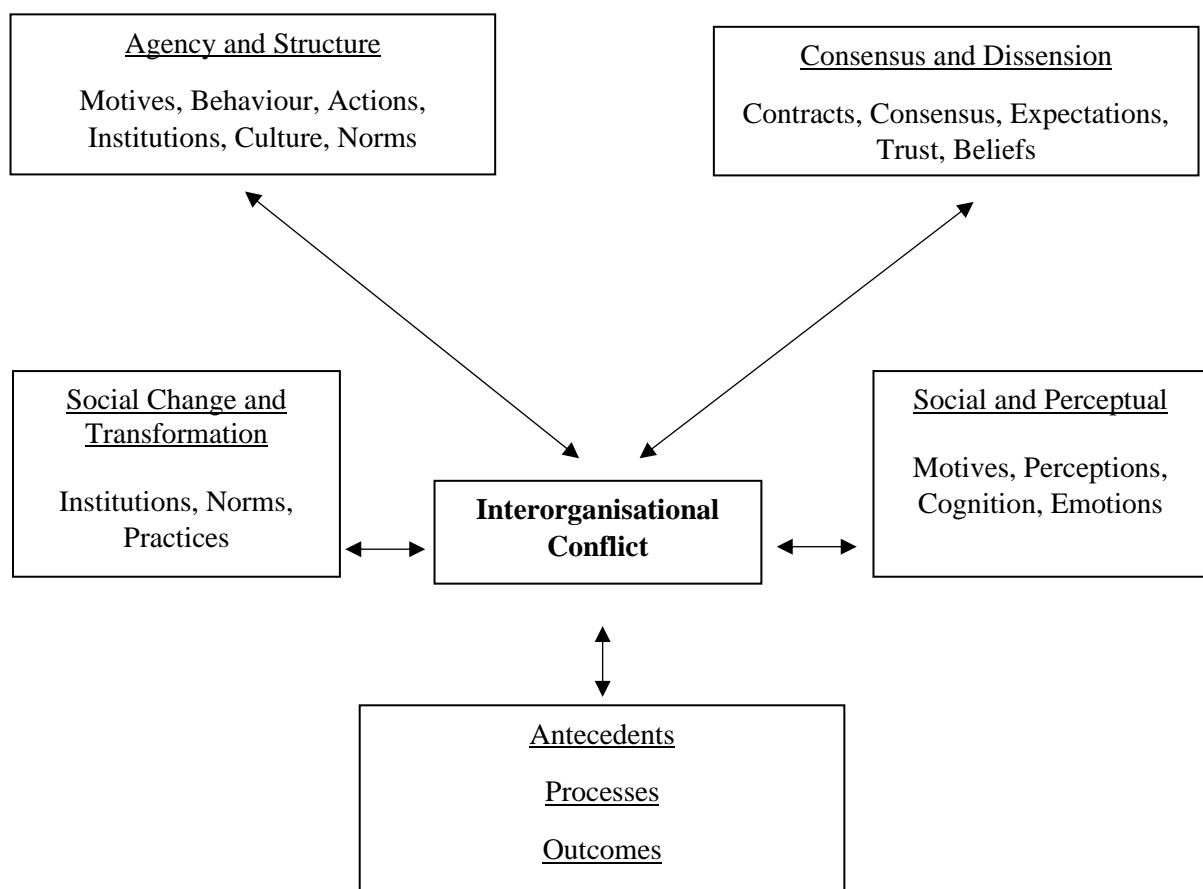 Agency and Structure
Motives, Behaviour, Actions,
Institutions, Culture, Norms
Consensus and Dissension
Contracts, Consensus, Expectations,
Trust, Beliefs
Social Change and
Transformation
Institutions, Norms,
Practices
Interorganisational
Conflict
Social and Perceptual
Motives, Perceptions,
Cognition, Emotions
Antecedents
Processes
Outcomes